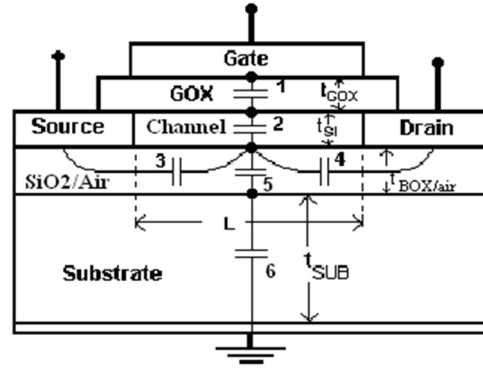 Gate
GOX 1 tGOX
Source Channel 2 tSI Drain
3 4
SiO2/Air 5 tBOX/air
L
Substrate 6 tSUB